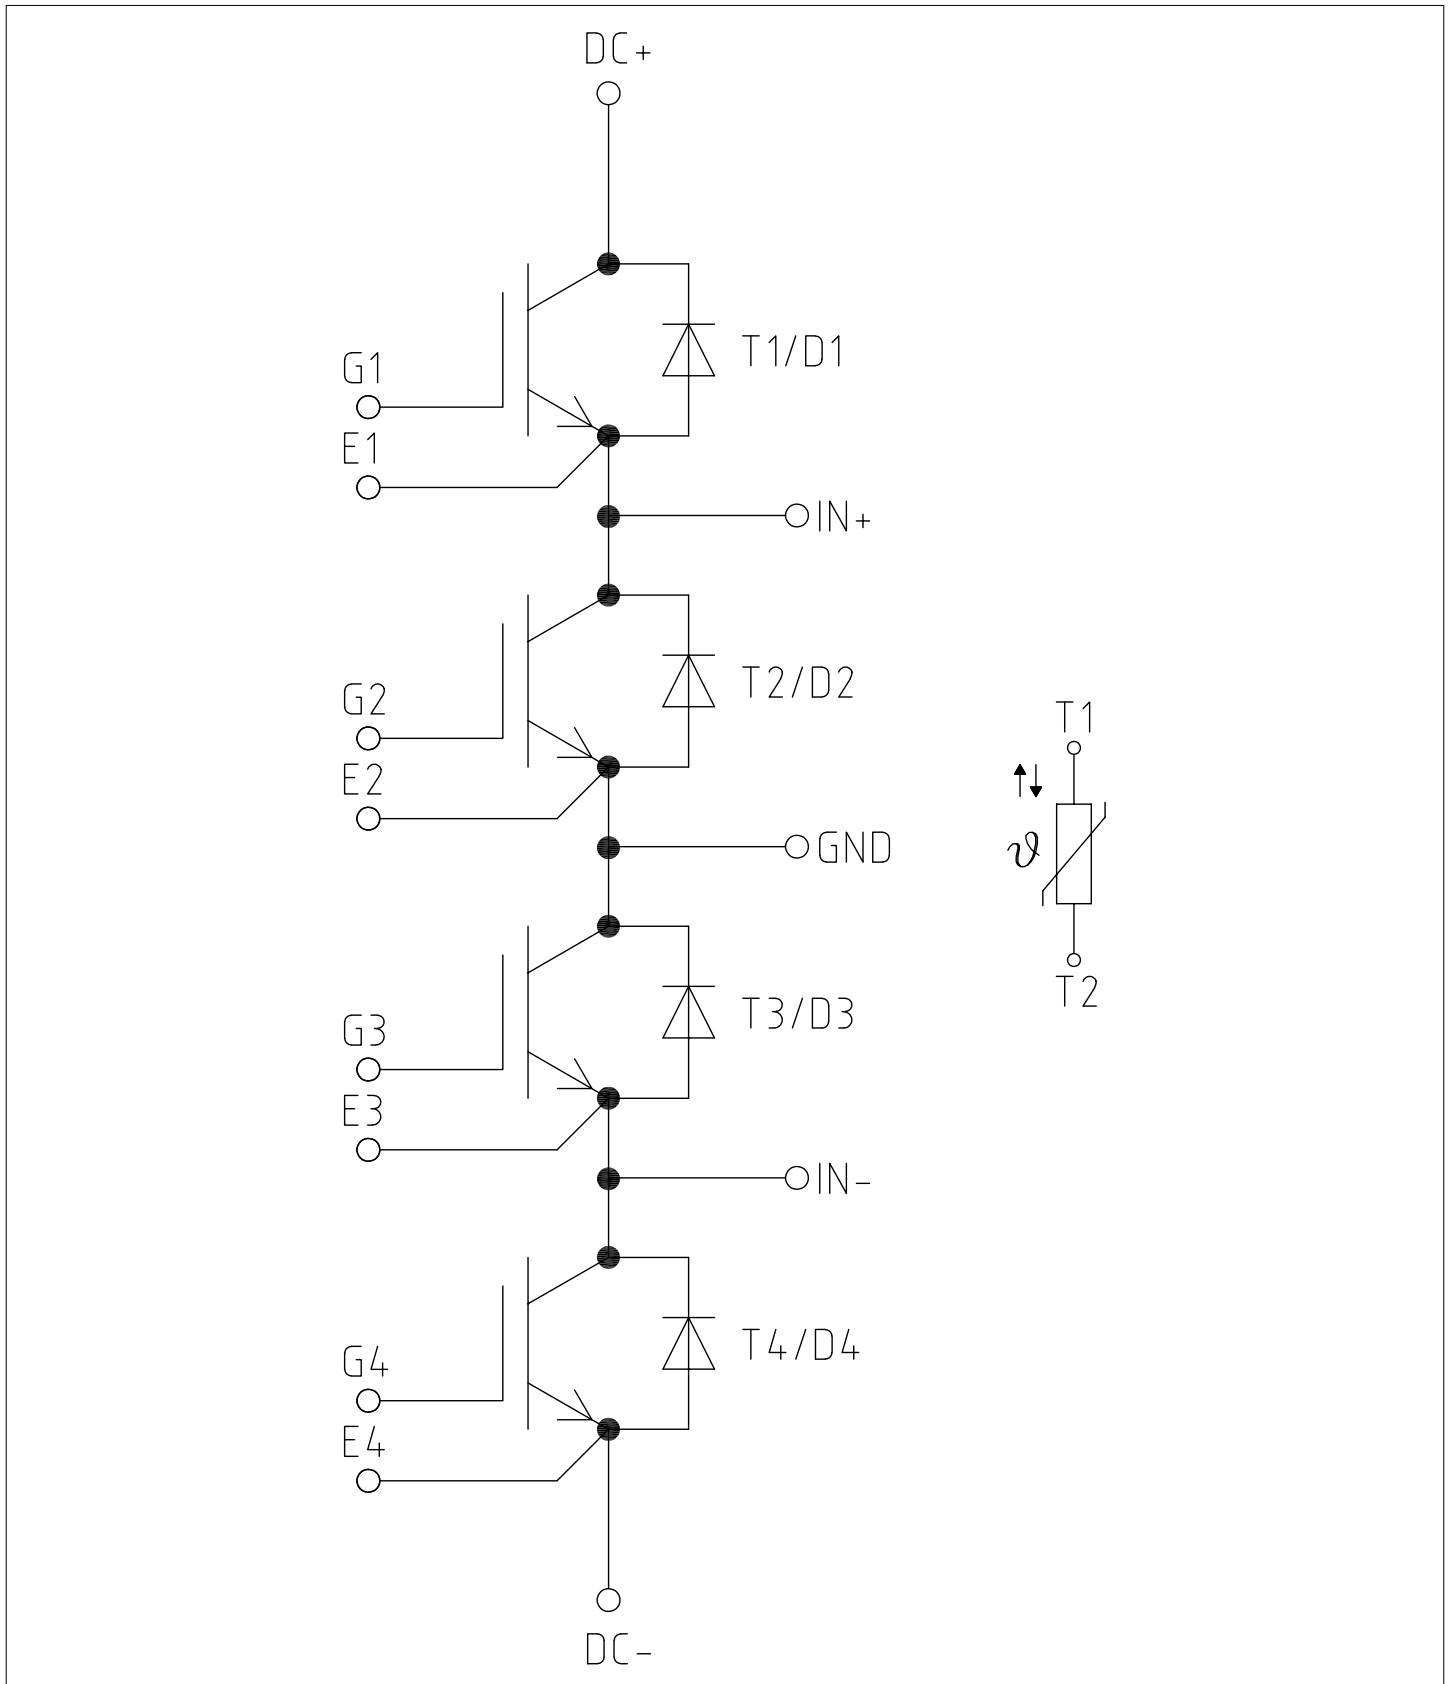 DC+
T1/D1
G1
E1
IN+
T2/D2
G2
E2
T1
GND
ϑ
T2
T3/D3
G3
E3
IN-
T4/D4
G4
E4
DC-